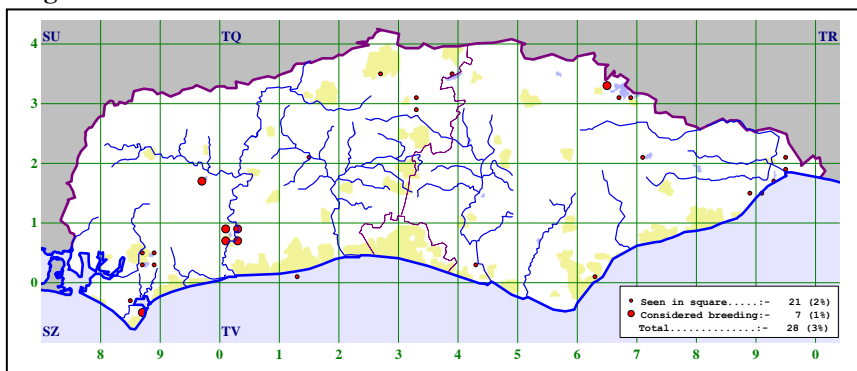 SU TQ TR
4
3
2
1
0
SZ TV
Seen in square.....:- 21 (2%)
Considered breeding:- 7 (1%)
Total..............:- 28 (3%)
8 9 0 1 2 3 4 5 6 7 8 9 0